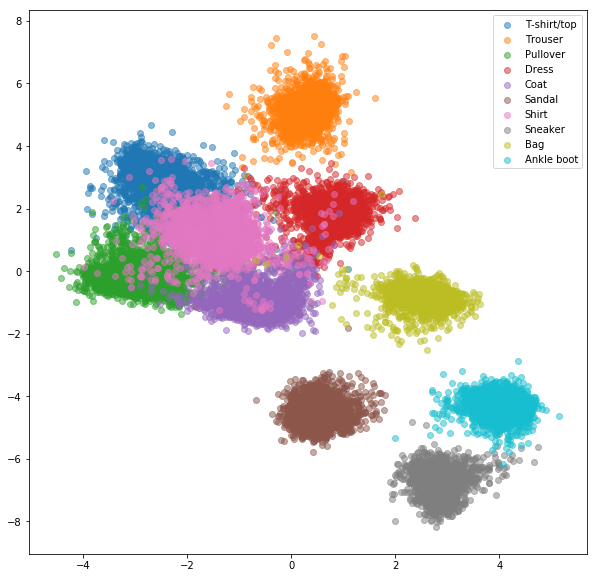 8
6
4
2
0
−2
−4
−6
−8
−4
−2
0
2
4
T-shirt/top
Trouser
Pullover
Dress
Coat
Sandal
Shirt
Sneaker
Bag
Ankle boot